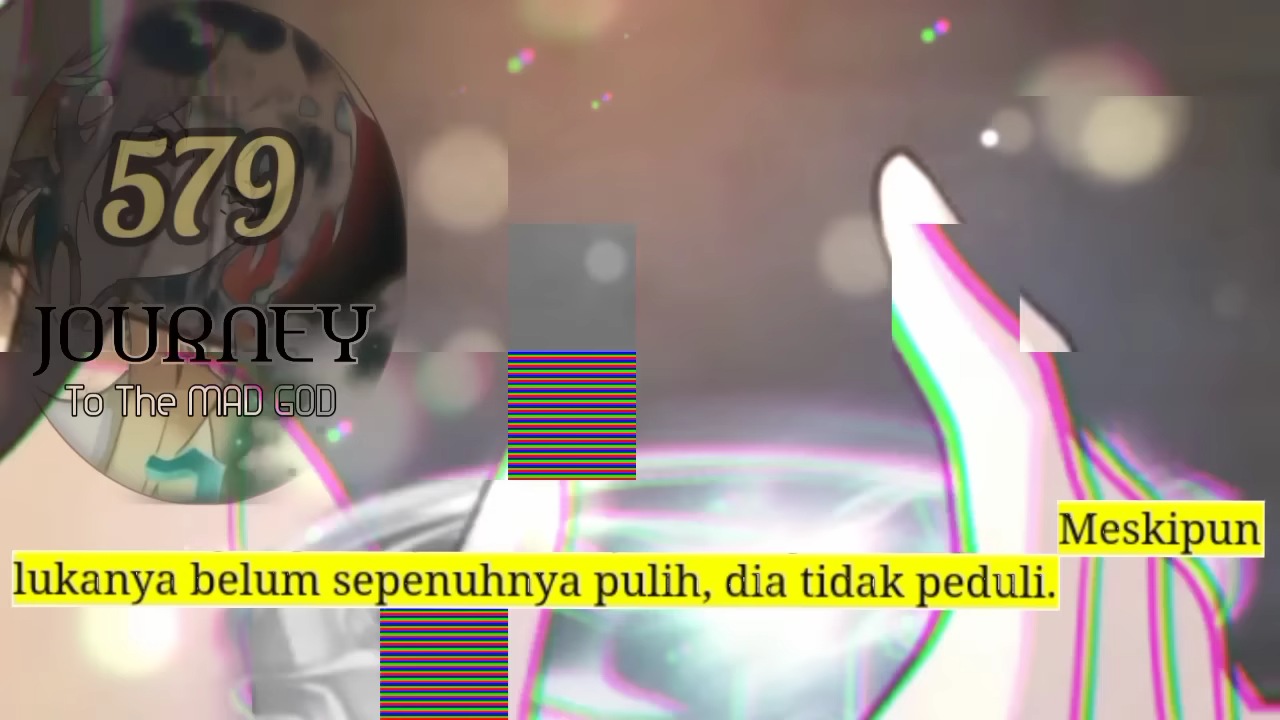 579
JOURNEY
To The MAD GOD
Meskipun
lukanya belum sepenuhnya pulih, dia tidak peduli.